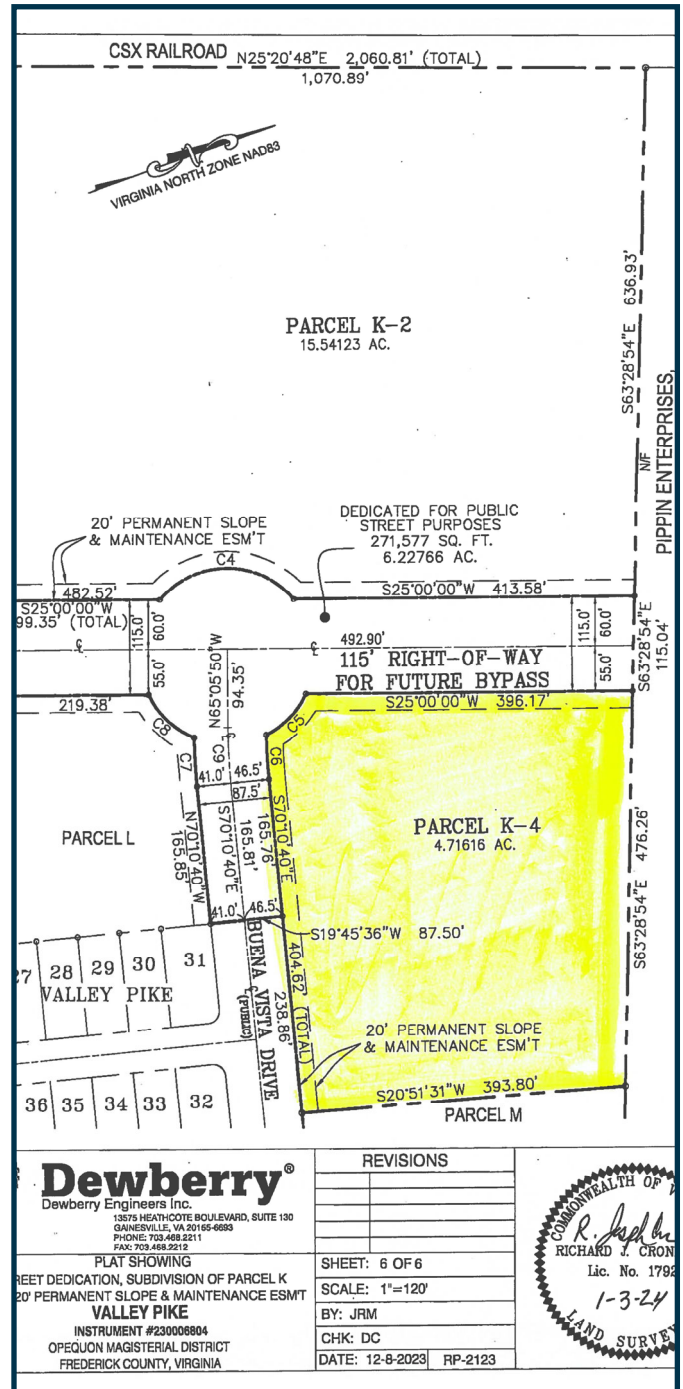 CSX RAILROAD N25°20'48"E 2,060.81' (TOTAL)
1,070.89'
VIRGINIA NORTH ZONE NAD83
PARCEL K-2
15.54123 AC.
S63°28'54"E 636.93'
N/F
PIPPIN ENTERPRISES,
20' PERMANENT SLOPE
& MAINTENANCE ESM'T
DEDICATED FOR PUBLIC
STREET PURPOSES
271,577 SQ. FT.
6.22766 AC.
C4
482.52'
S25°00'00"W
99.35' (TOTAL)
S25°00'00"W 413.58'
115.0'
60.0'
55.0'
N65°05'50"W
94.35'
492.90'
115' RIGHT-OF-WAY
FOR FUTURE BYPASS
115.0'
60.0'
55.0'
S63°28'54"E
115.04'
219.38'
S25°00'00"W 396.17'
C8
C5
C7
C9
C6
41.0' 46.5'
87.5'
PARCEL L
N70°10'40"W
165.85'
S70°10'40"E
165.81'
S70°10'40"E
165.76'
PARCEL K-4
4.71616 AC.
S63°28'54"E 476.26'
41.0' 46.5'
S19°45'36"W 87.50'
27 28 29 30 31
VALLEY PIKE
BUENA VISTA DRIVE
(PUBLIC)
238.86'
404.62' (TOTAL)
20' PERMANENT SLOPE
& MAINTENANCE ESM'T
36 35 34 33 32
S20°51'31"W 393.80'
PARCEL M
Dewberry®
Dewberry Engineers Inc.
13575 HEATHCOTE BOULEVARD, SUITE 130
GAINESVILLE, VA 20155-6693
PHONE: 703.468.2211
FAX: 703.468.2212
PLAT SHOWING
REET DEDICATION, SUBDIVISION OF PARCEL K
20' PERMANENT SLOPE & MAINTENANCE ESM'T
VALLEY PIKE
INSTRUMENT #230006804
OPEQUON MAGISTERIAL DISTRICT
FREDERICK COUNTY, VIRGINIA
REVISIONS
SHEET: 6 OF 6
SCALE: 1"=120'
BY: JRM
CHK: DC
DATE: 12-8-2023 RP-2123
COMMONWEALTH OF V
RICHARD J. CRON
Lic. No. 1792
1-3-24
LAND SURVEY